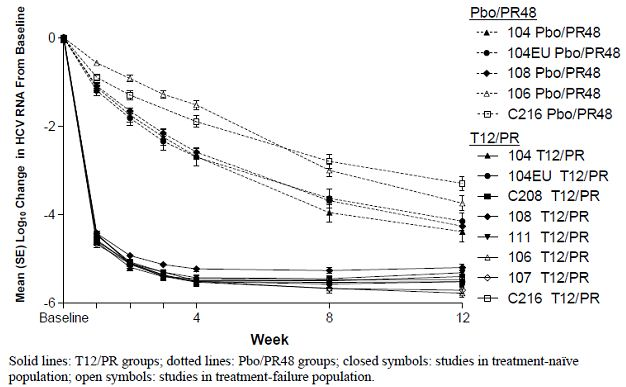 Mean (SE) Log₁₀ Change in HCV RNA From Baseline
0
-2
-4
-6
Baseline
4
8
12
Week
Pbo/PR48
104 Pbo/PR48
104EU Pbo/PR48
108 Pbo/PR48
106 Pbo/PR48
C216 Pbo/PR48
T12/PR
104 T12/PR
104EU T12/PR
C208 T12/PR
108 T12/PR
111 T12/PR
106 T12/PR
107 T12/PR
C216 T12/PR
Solid lines: T12/PR groups; dotted lines: Pbo/PR48 groups; closed symbols: studies in treatment-naïve
population; open symbols: studies in treatment-failure population.